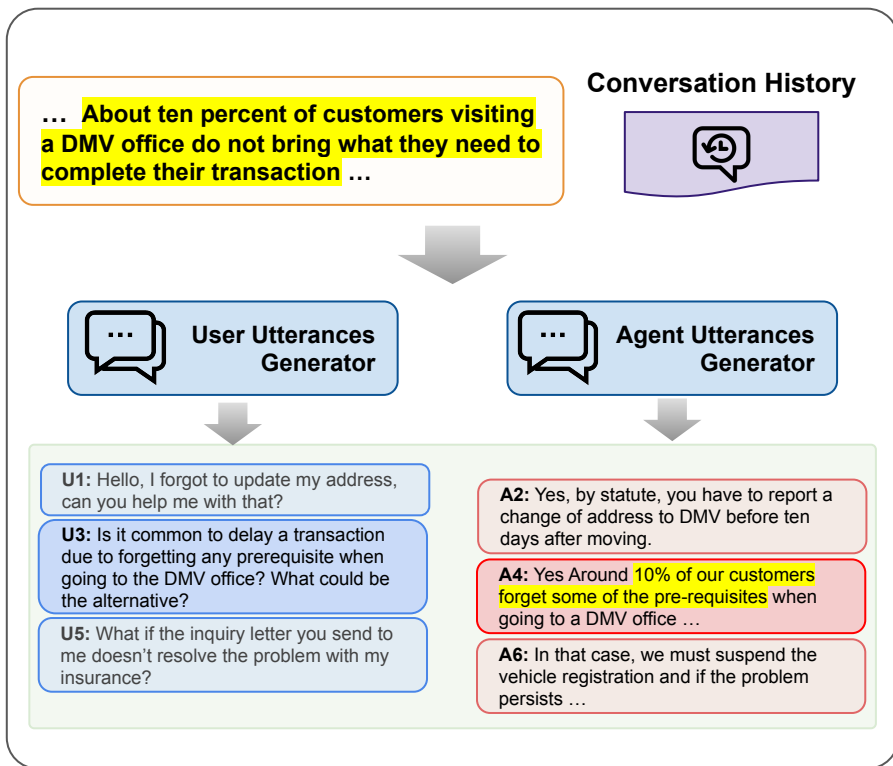 … About ten percent of customers visiting
a DMV office do not bring what they need to
complete their transaction …
Conversation History
...
User Utterances
Generator
...
Agent Utterances
Generator
U1: Hello, I forgot to update my address,
can you help me with that?
U3: Is it common to delay a transaction
due to forgetting any prerequisite when
going to the DMV office? What could be
the alternative?
U5: What if the inquiry letter you send to
me doesn’t resolve the problem with my
insurance?
A2: Yes, by statute, you have to report a
change of address to DMV before ten
days after moving.
A4: Yes Around 10% of our customers
forget some of the pre-requisites when
going to a DMV office …
A6: In that case, we must suspend the
vehicle registration and if the problem
persists …